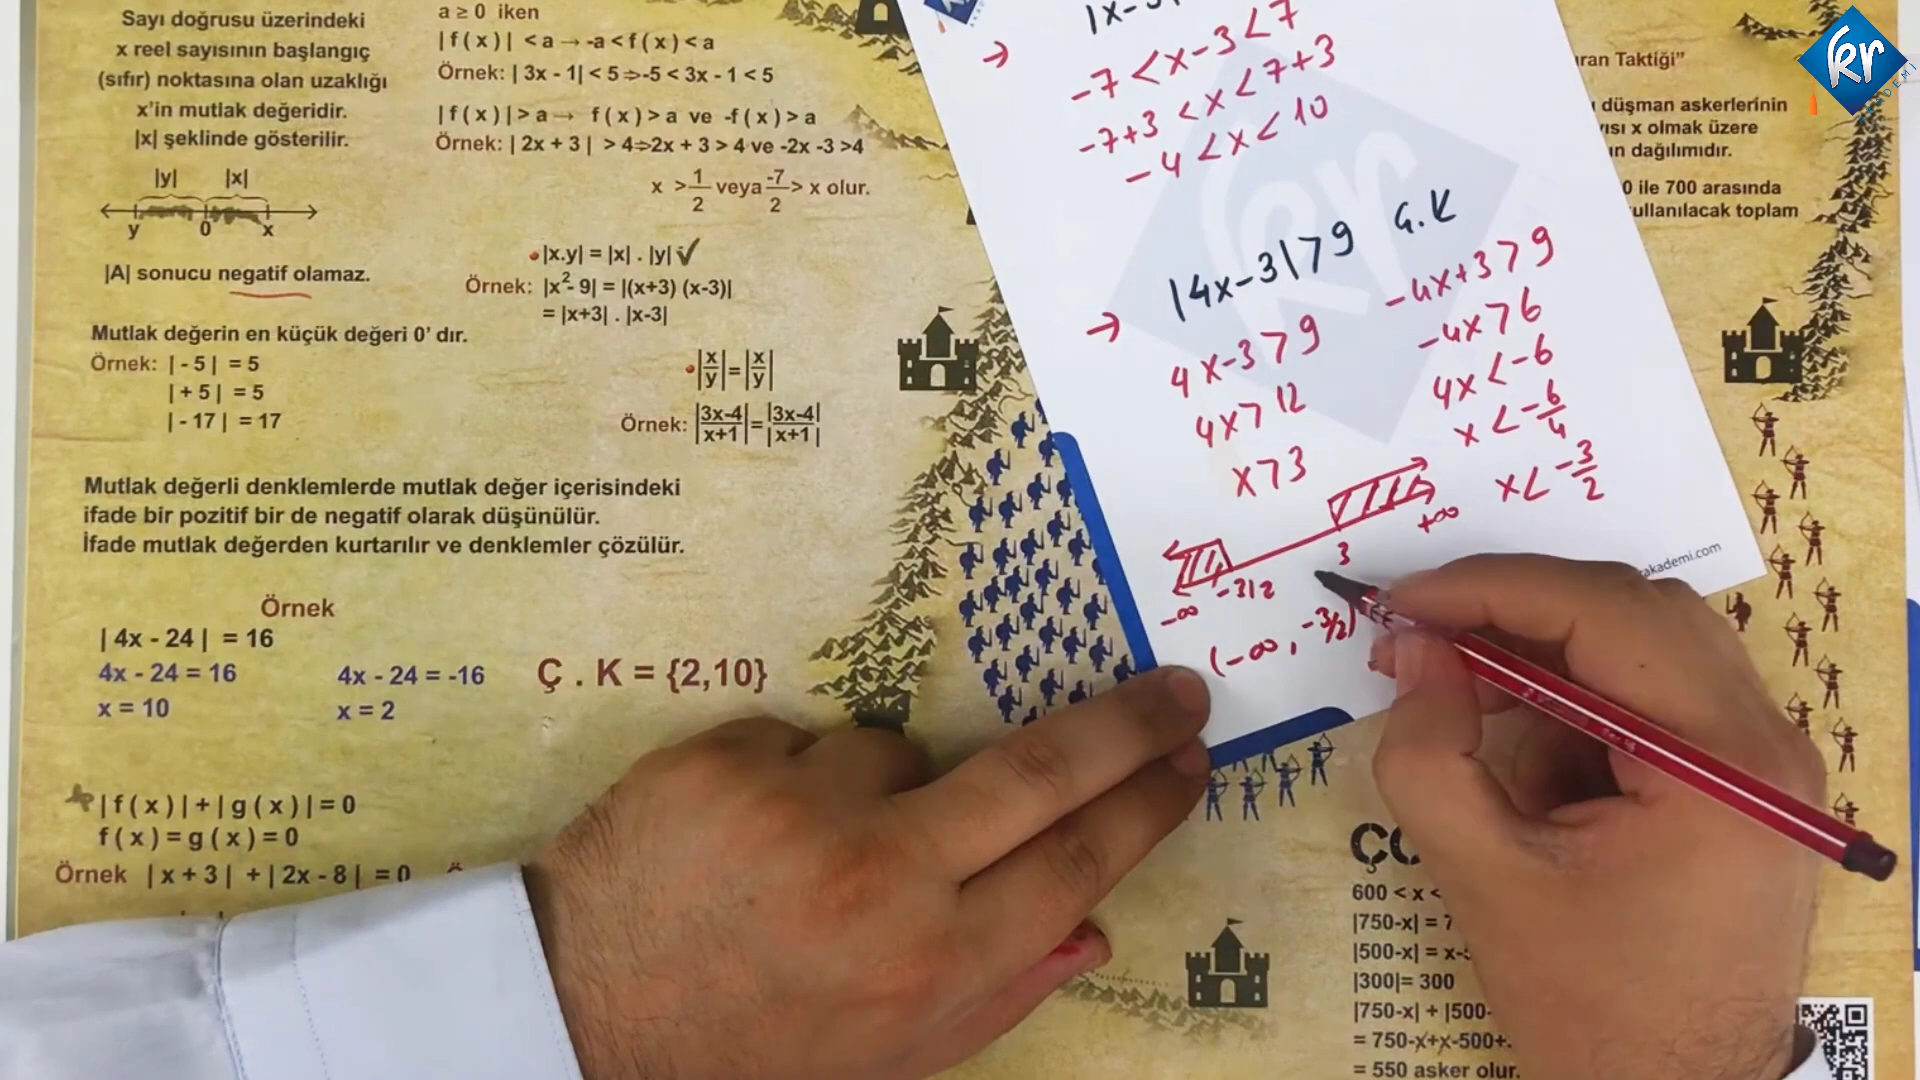 Sayı doğrusu üzerindeki
x reel sayısının başlangıç
(sıfır) noktasına olan uzaklığı
x'in mutlak değeridir.
|x| şeklinde gösterilir.
|y| |x|
y 0 x
|A| sonucu negatif olamaz.
Mutlak değerin en küçük değeri 0' dır.
Örnek: | - 5 | = 5
| + 5 | = 5
| - 17 | = 17
a ≥ 0 iken
| f ( x ) | < a → -a < f ( x ) < a
Örnek: | 3x - 1| < 5 ⇒ -5 < 3x - 1 < 5
| f ( x ) | > a → f ( x ) > a ve -f ( x ) > a
Örnek: | 2x + 3 | > 4 ⇒ 2x + 3 > 4 ve -2x -3 >4
x > 1/2 veya -7/2 > x olur.
|x.y| = |x| . |y| ✓
Örnek: |x²- 9| = |(x+3) (x-3)|
= |x+3| . |x-3|
|x/y| = |x/y|
Örnek: |3x-4/x+1| = |3x-4|/|x+1|
Mutlak değerli denklemlerde mutlak değer içerisindeki
ifade bir pozitif bir de negatif olarak düşünülür.
İfade mutlak değerden kurtarılır ve denklemler çözülür.
Örnek
| 4x - 24 | = 16
4x - 24 = 16 4x - 24 = -16
x = 10 x = 2
Ç . K = {2,10}
| f ( x ) | + | g ( x ) | = 0
f ( x ) = g ( x ) = 0
Örnek | x + 3 | + | 2x - 8 | = 0
→ -7 < x-3 < 7
-7+3 < x < 7+3
-4 < x < 10
|4x-3| > 9 Ç.K
→ 4x-3 > 9 -4x+3 > 9
4x > 12 -4x > 6
x > 3 4x < -6
x < -6/4
x < -3/2
-∞ -3/2 3 +∞
(-∞, -3/2)
rakademi.com
kr
ran Taktiği”
düşman askerlerinin
ısı x olmak üzere
n dağılımıdır.
0 ile 700 arasında
ullanılacak toplam
600 < x <
|750-x| = 7
|500-x| = x-5
|300|= 300
|750-x| + |500-
= 750-x+x-500+
= 550 asker olur.